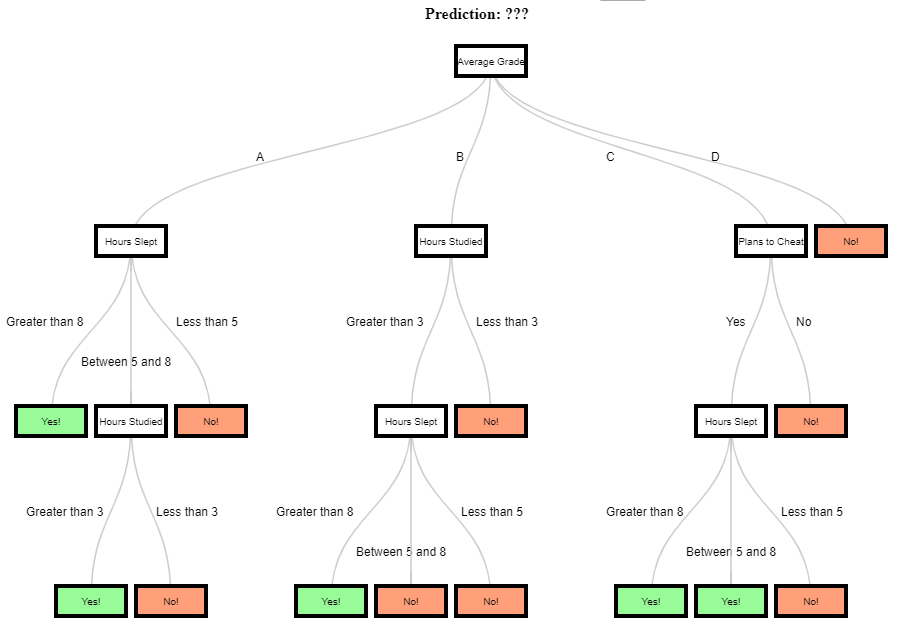 Prediction: ???
Average Grade
A
B
C
D
Hours Slept
Hours Studied
Plans to Cheat
No!
Greater than 8
Less than 5
Greater than 3
Less than 3
Yes
No
Between 5 and 8
Yes!
Hours Studied
No!
Hours Slept
No!
Hours Slept
No!
Greater than 3
Less than 3
Greater than 8
Less than 5
Greater than 8
Less than 5
Between 5 and 8
Between 5 and 8
Yes!
No!
Yes!
No!
No!
Yes!
Yes!
No!